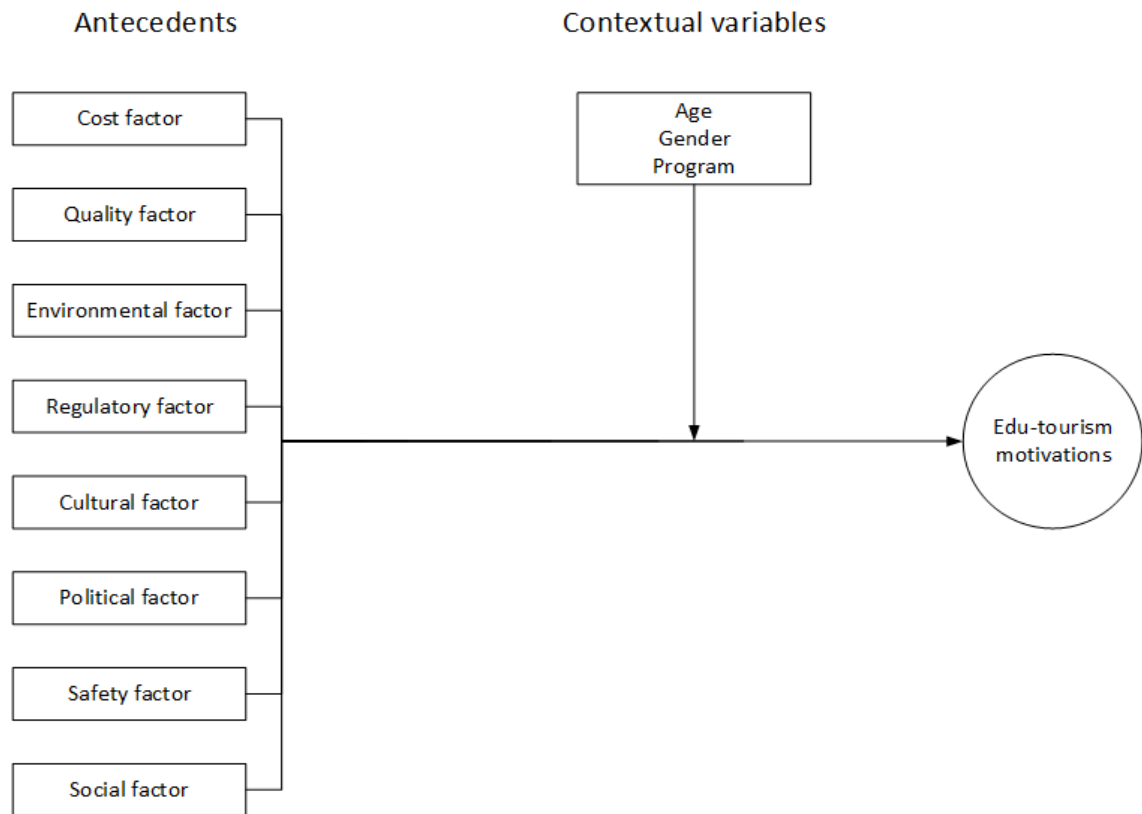 Antecedents
Contextual variables
Cost factor
Quality factor
Environmental factor
Regulatory factor
Cultural factor
Political factor
Safety factor
Social factor
Age
Gender
Program
Edu-tourism
motivations